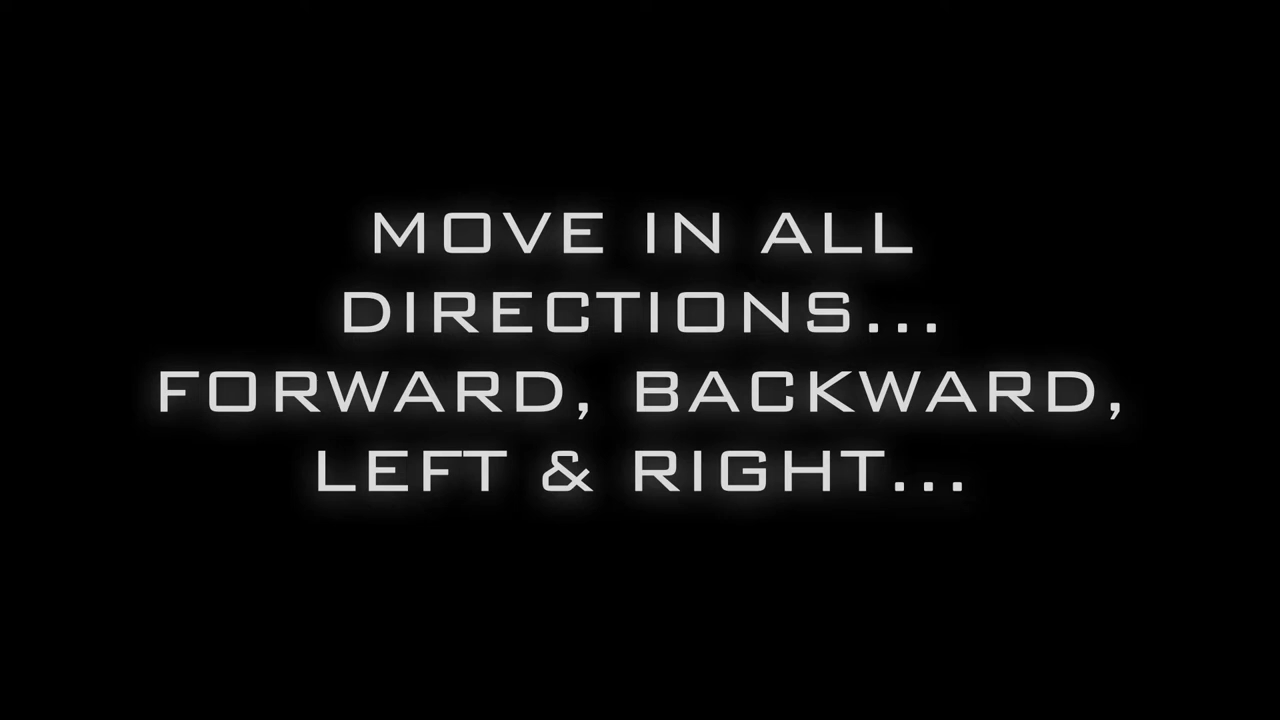 MOVE IN ALL
DIRECTIONS...
FORWARD, BACKWARD,
LEFT & RIGHT...